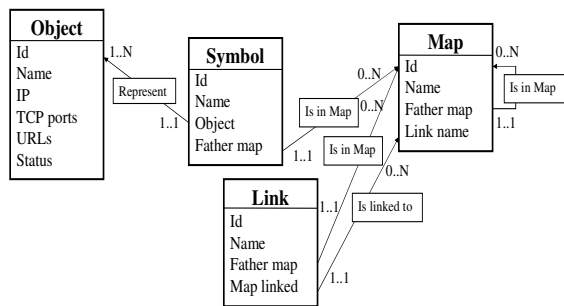 Object
Id
Name
IP
TCP ports
URLs
Status
1..N
Represent
1..1
Symbol
Id
Name
Object
Father map
1..1
Is in Map
0..N
Map
Id
Name
Father map
Link name
0..N
Is in Map
1..1
0..N
Is in Map
1..1
0..N
Is linked to
1..1
Link
Id
Name
Father map
Map linked